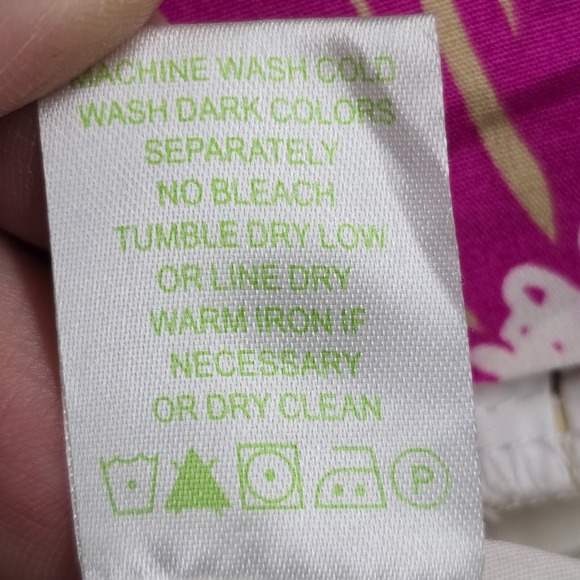 MACHINE WASH COLD
WASH DARK COLORS
SEPARATELY
NO BLEACH
TUMBLE DRY LOW
OR LINE DRY
WARM IRON IF
NECESSARY
OR DRY CLEAN
P